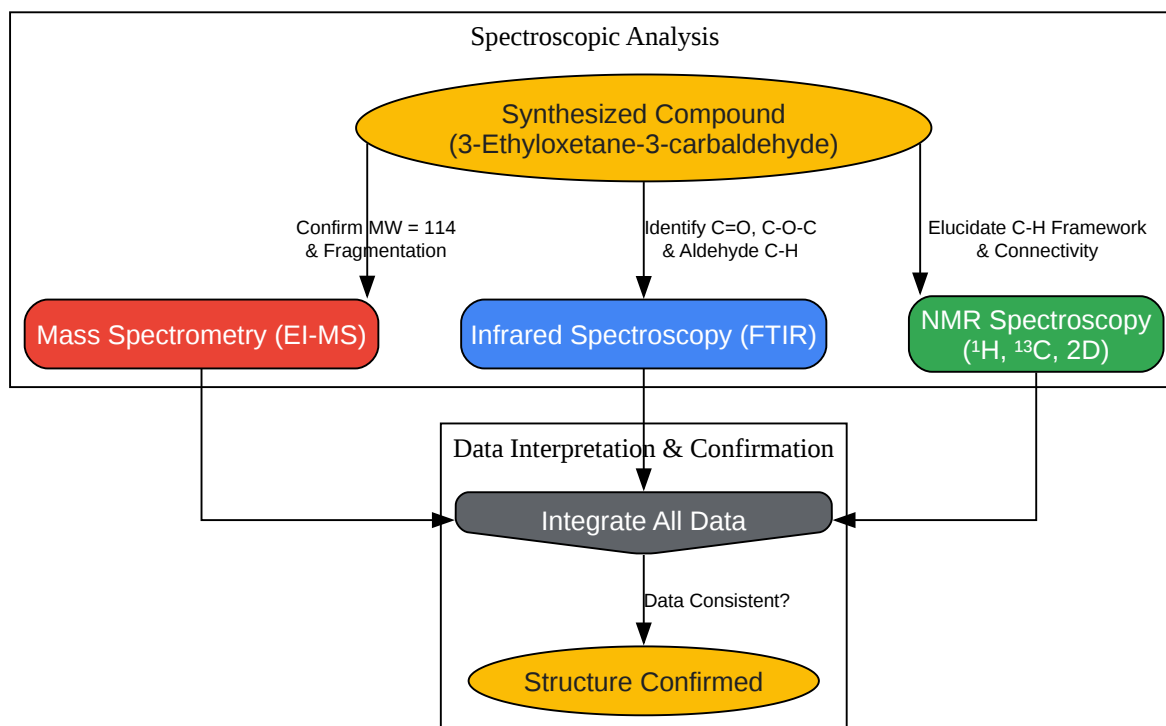 Spectroscopic Analysis
Synthesized Compound
(3-Ethyloxetane-3-carbaldehyde)
Confirm MW = 114
& Fragmentation
Identify C=O, C-O-C
& Aldehyde C-H
Elucidate C-H Framework
& Connectivity
Mass Spectrometry (EI-MS)
Infrared Spectroscopy (FTIR)
NMR Spectroscopy
(¹H, ¹³C, 2D)
Data Interpretation & Confirmation
Integrate All Data
Data Consistent?
Structure Confirmed